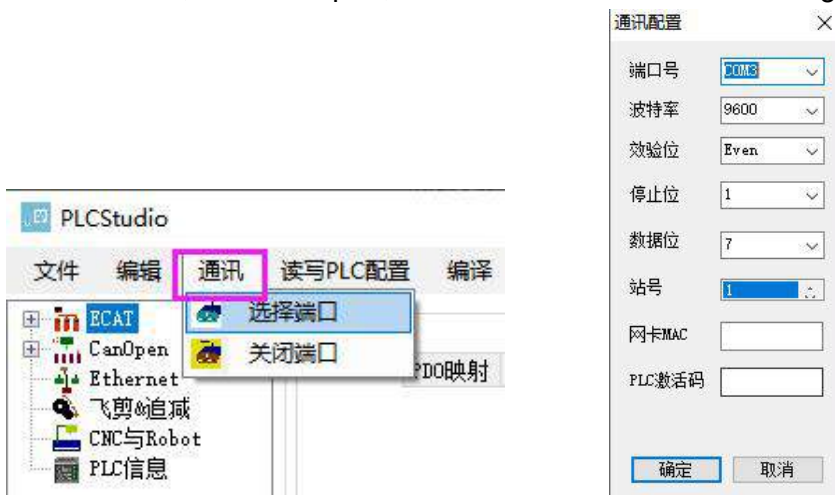 通讯配置
端口号 COM3
波特率 9600
效验位 Even
停止位 1
数据位 7
站号 1
网卡MAC
PLC激活码
确定 取消
PLCStudio
文件 编辑 通讯 读写PLC配置 编译
选择端口
关闭端口
ECAT
CanOpen
Ethernet
飞剪&追减
CNC与Robot
PLC信息
PDO映射